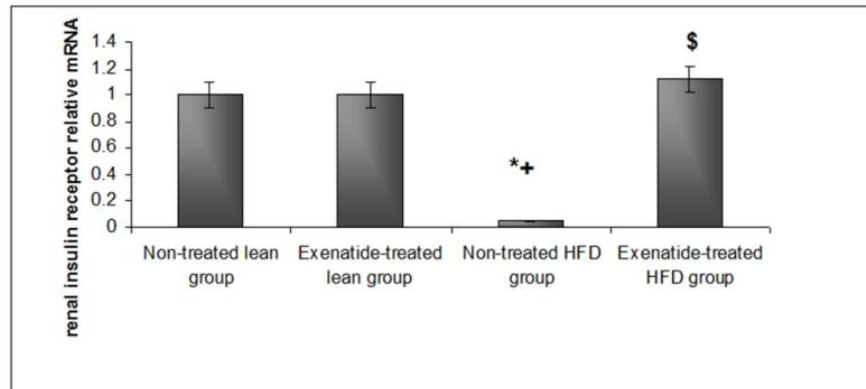 renal insulin receptor relative mRNA
1.4
1.2
1
0.8
0.6
0.4
0.2
0
*+
$
Non-treated lean group
Exenatide-treated lean group
Non-treated HFD group
Exenatide-treated HFD group